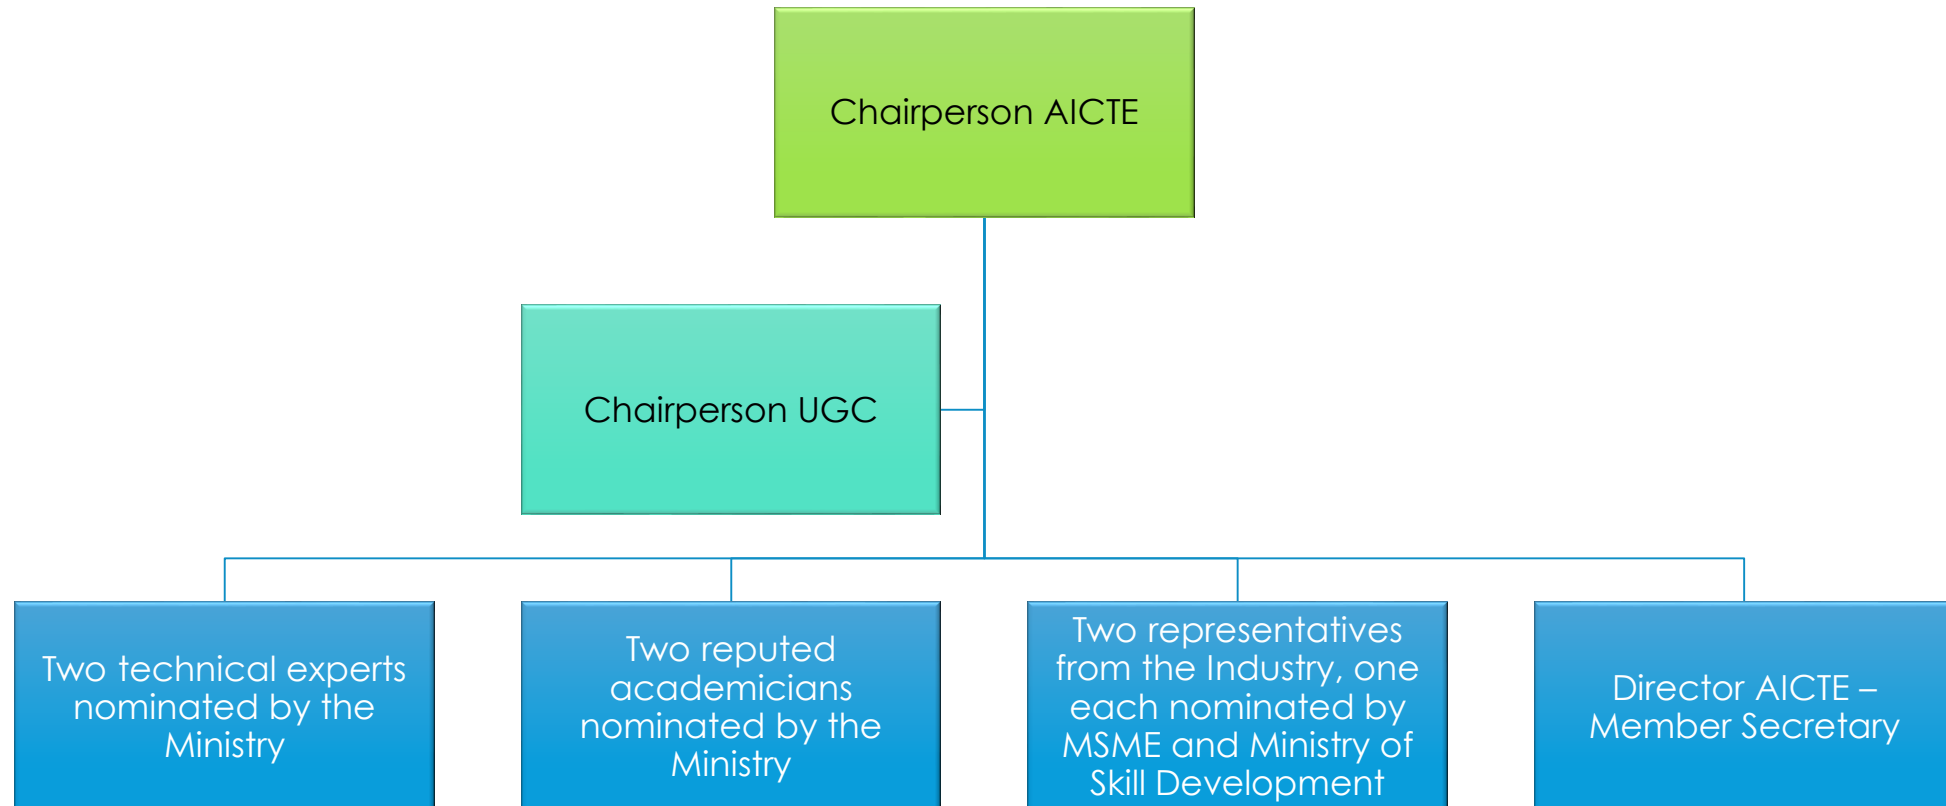 Chairperson AICTE
Chairperson UGC
Two technical experts
nominated by the
Ministry
Two reputed
academicians
nominated by the
Ministry
Two representatives
from the Industry, one
each nominated by
MSME and Ministry of
Skill Development
Director AICTE –
Member Secretary